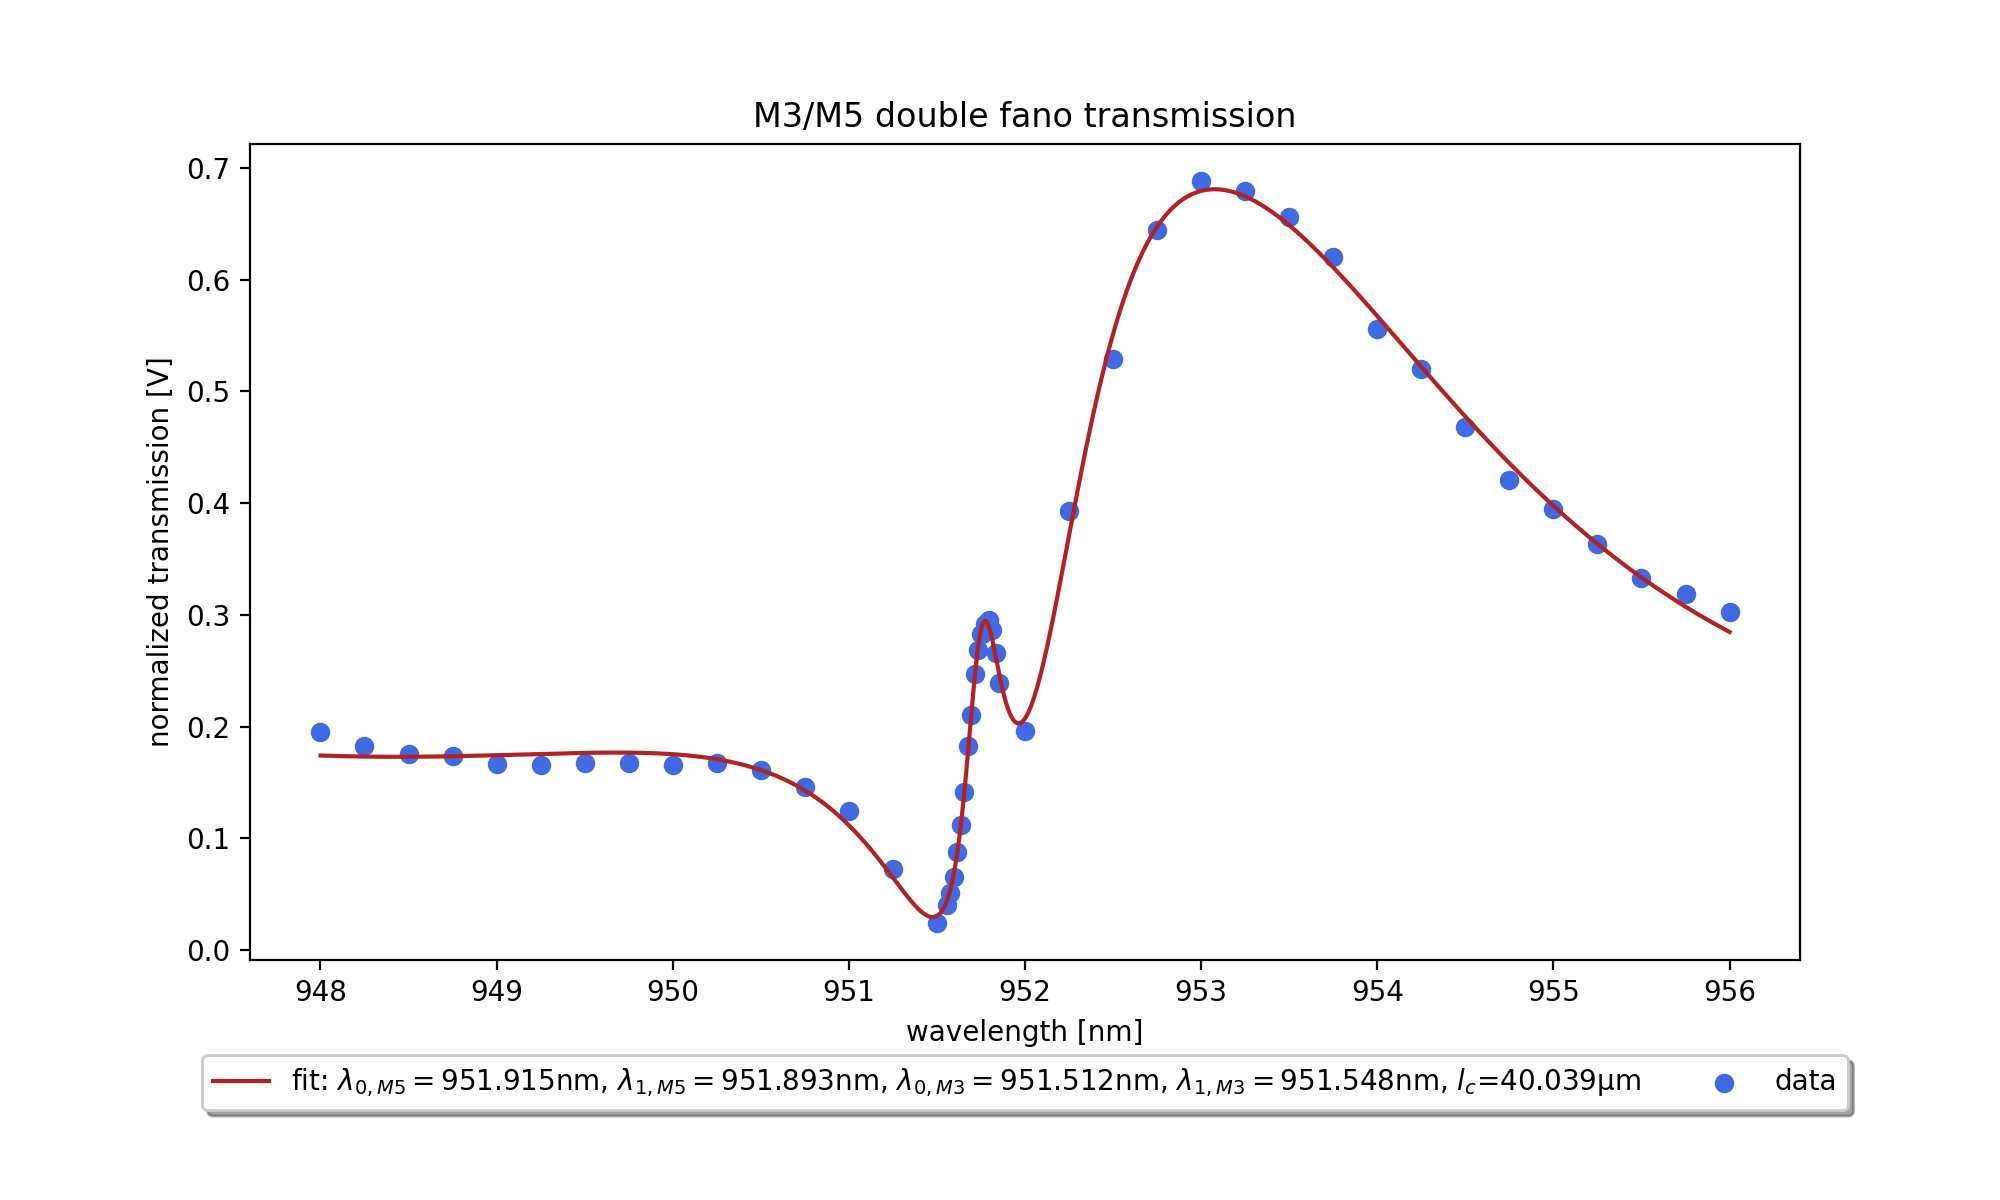 M3/M5 double fano transmission
normalized transmission [V]
0.7
0.6
0.5
0.4
0.3
0.2
0.1
0.0
948 949 950 951 952 953 954 955 956
wavelength [nm]
fit: λ₀,M5 = 951.915nm, λ₁,M5 = 951.893nm, λ₀,M3 = 951.512nm, λ₁,M3 = 951.548nm, l_c=40.039μm data